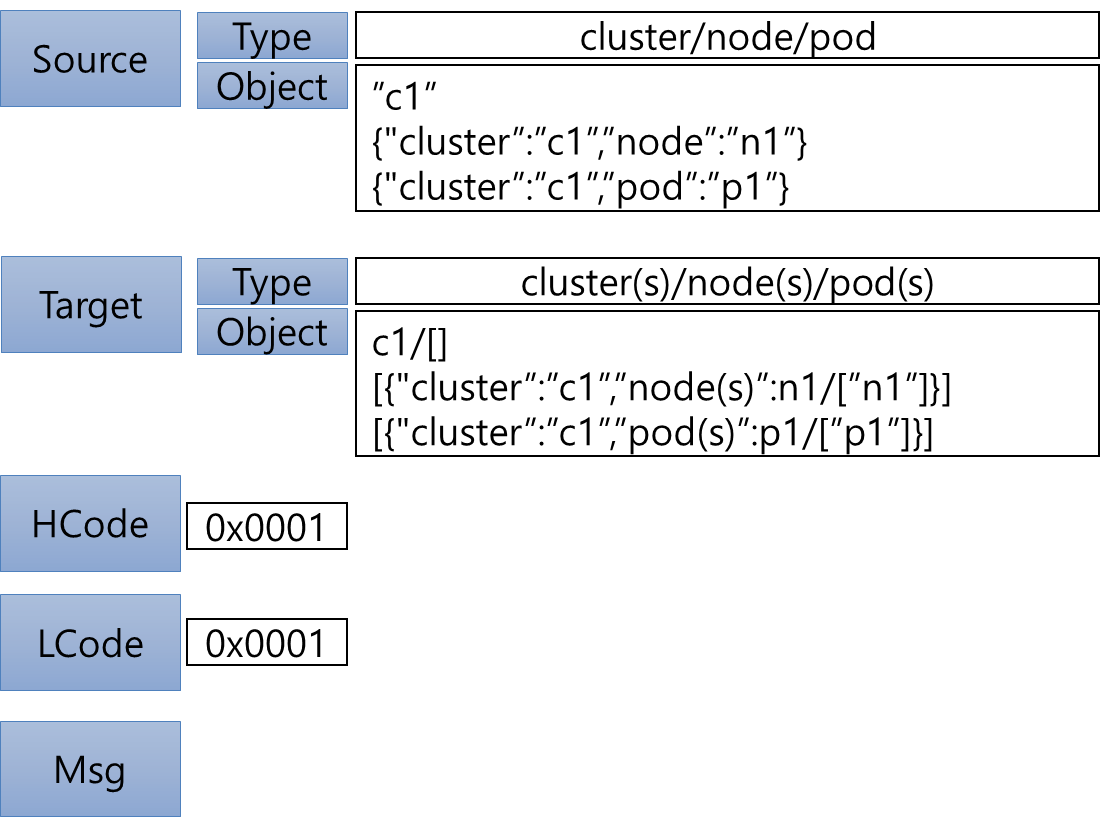 Source
Type
cluster/node/pod
Object
”c1”
{"cluster”:”c1”,”node”:”n1”}
{"cluster”:”c1”,”pod”:”p1”}
Target
Type
cluster(s)/node(s)/pod(s)
Object
c1/[]
[{"cluster”:”c1”,”node(s)”:n1/[”n1”]}]
[{"cluster”:”c1”,”pod(s)”:p1/[”p1”]}]
HCode
0x0001
LCode
0x0001
Msg